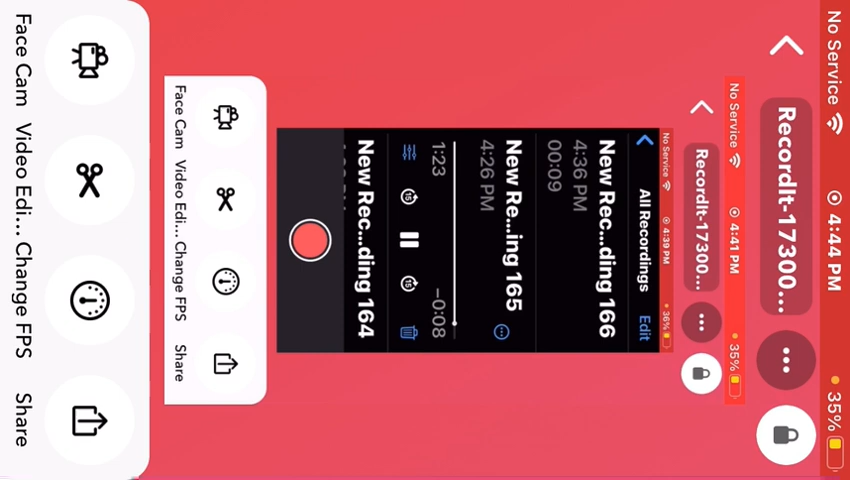 No Service 4:44 PM 35%
RecordIt-17300...
No Service 4:41 PM 35%
RecordIt-17300...
No Service 4:39 PM 36%
All Recordings Edit
New Rec...ding 166
4:36 PM 00:09
New Re...ing 165
4:26 PM
1:23 -0:08
15 15
New Rec...ding 164
Face Cam Video Edi... Change FPS Share
Face Cam Video Edi... Change FPS Share